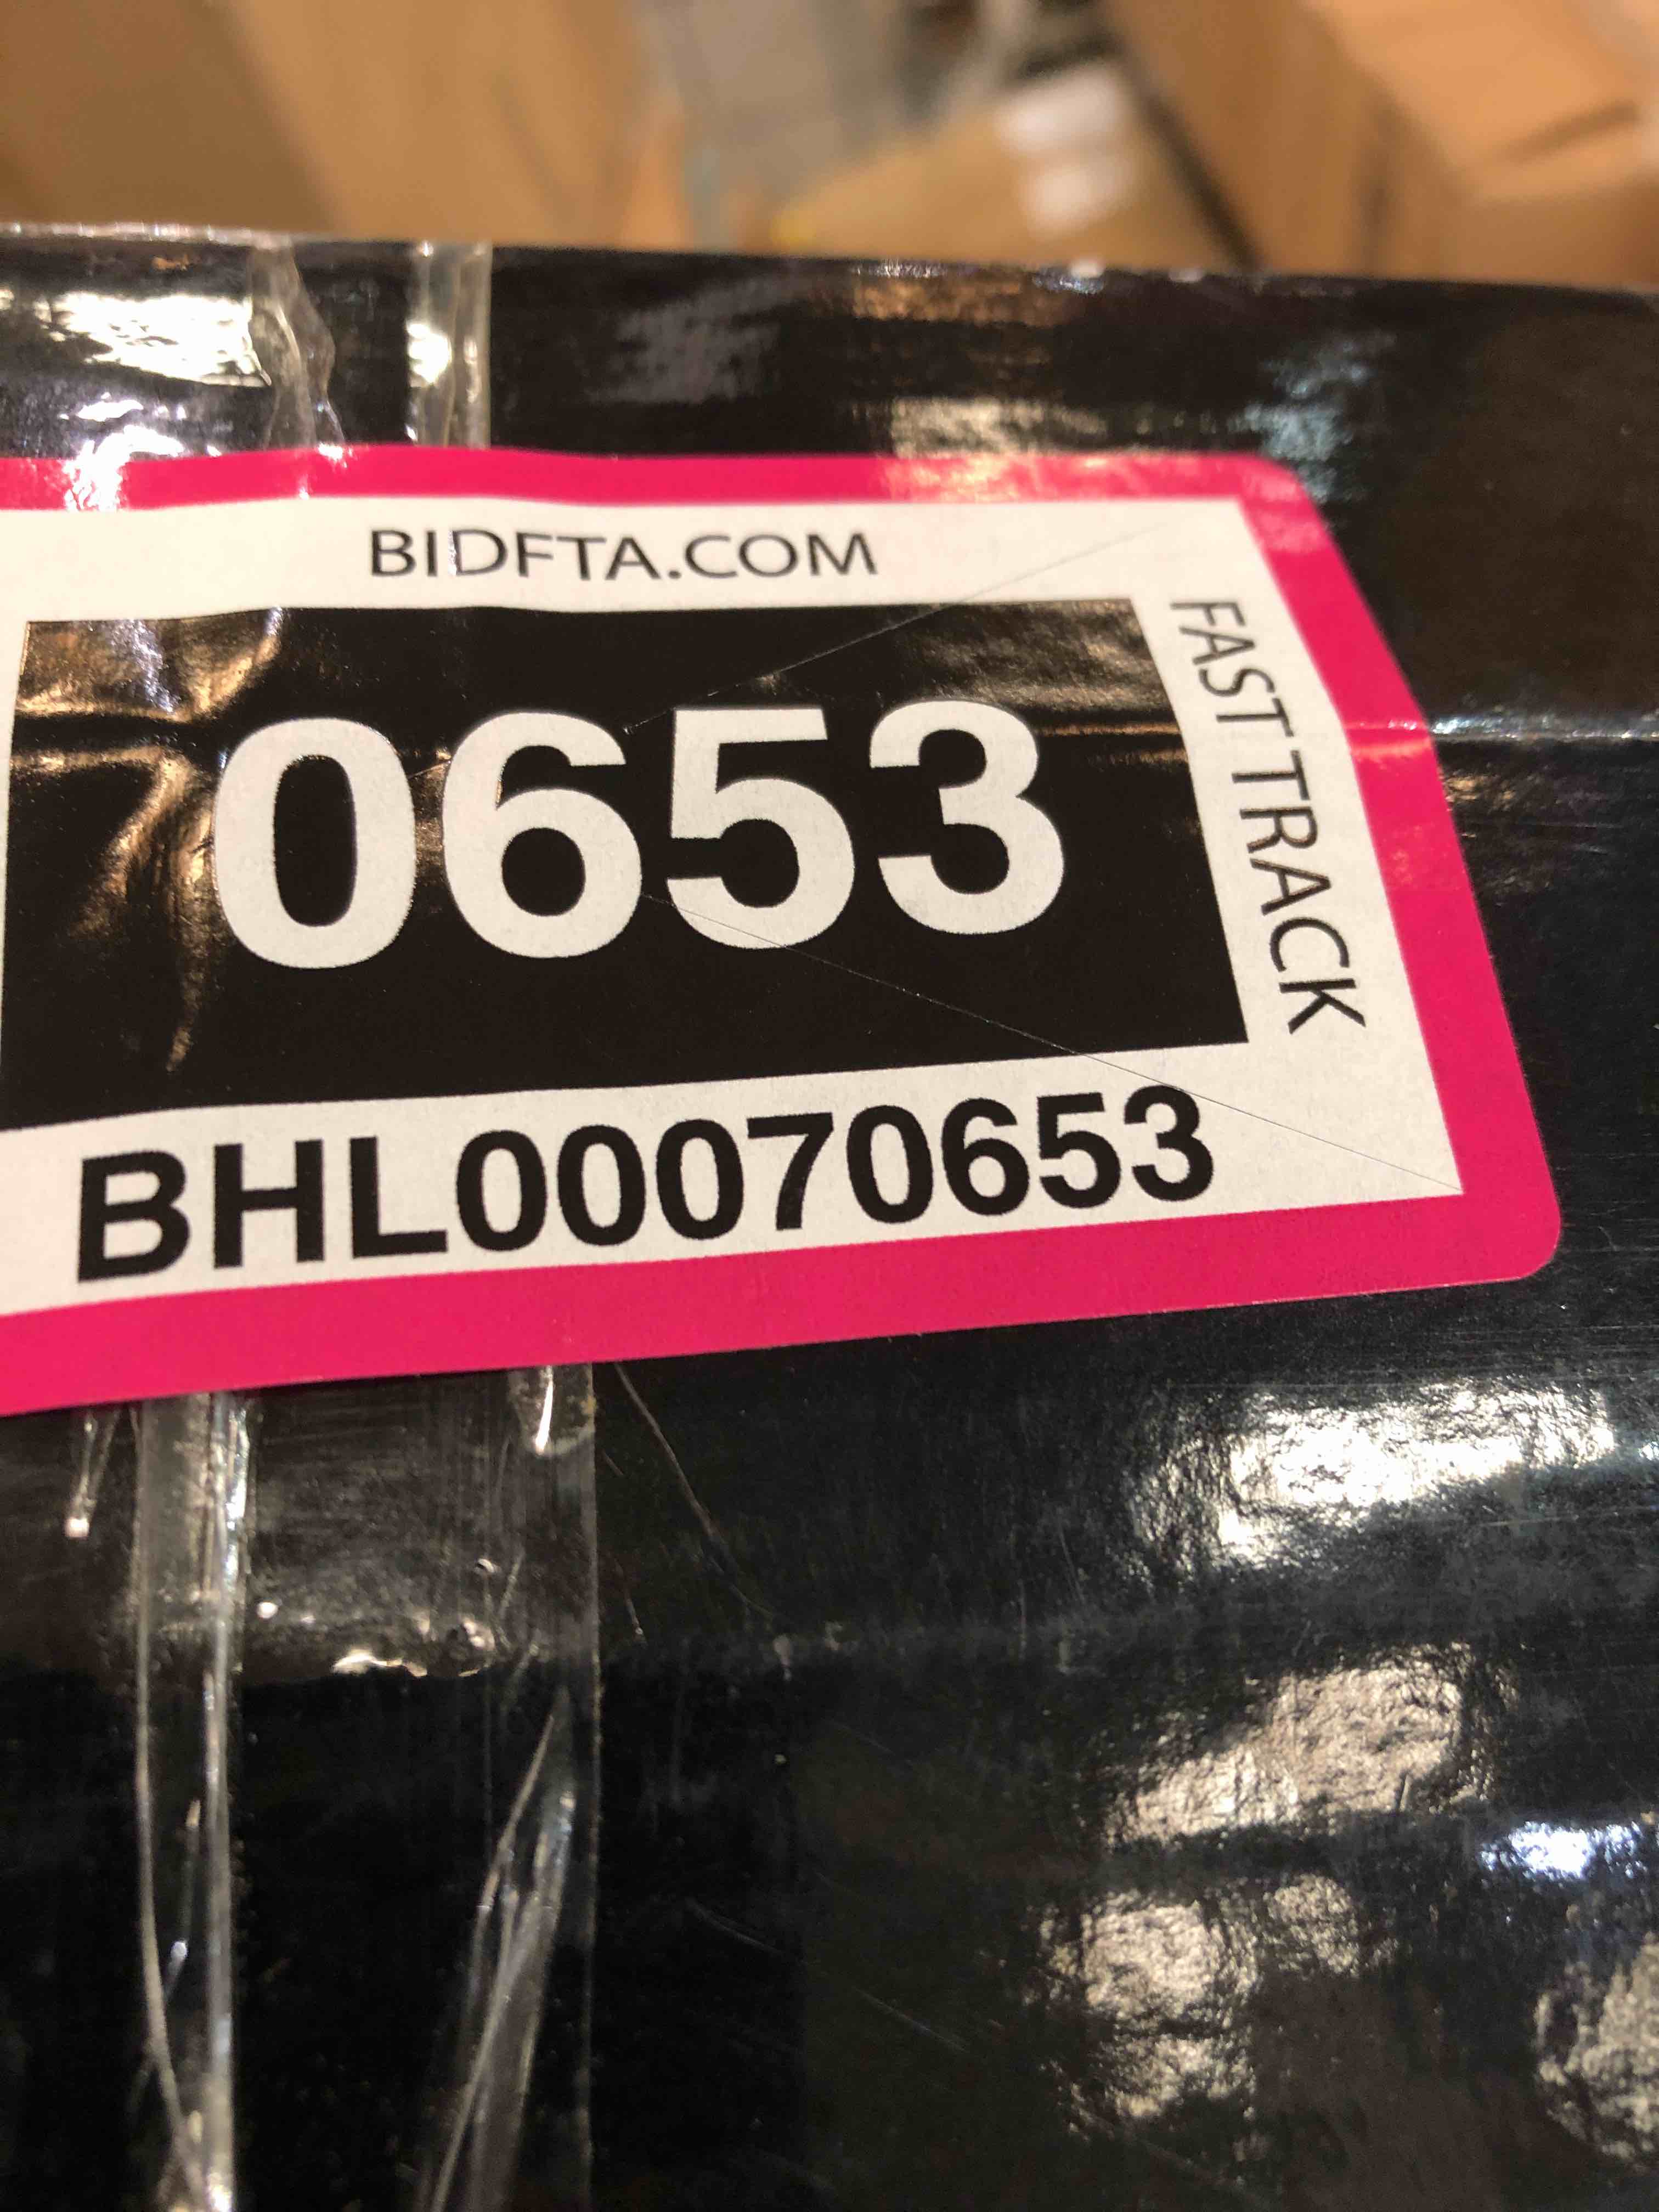 BIDFTA.COM
0653
FAST TRACK
BHL00070653